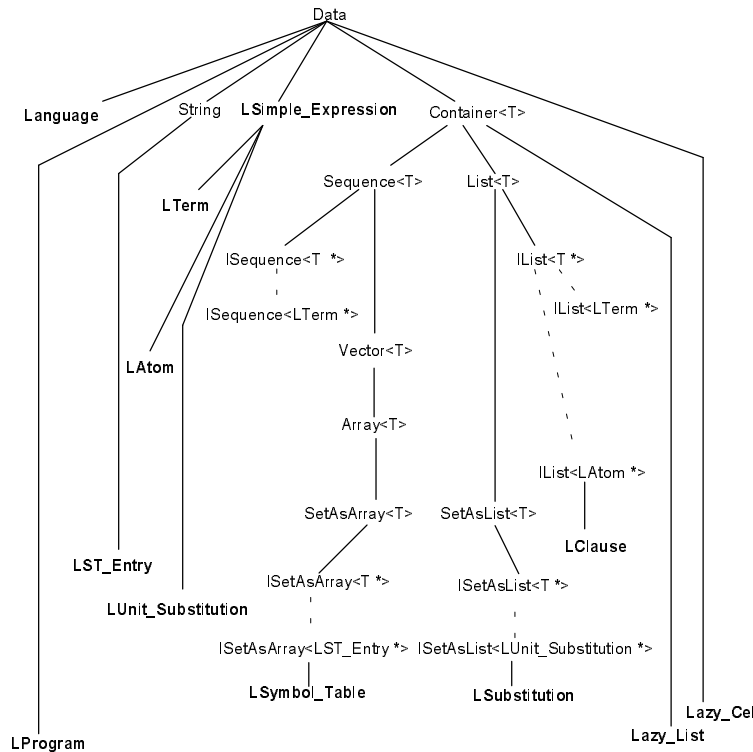 Data
Language
String
LSimple_Expression
Container<T>
LTerm
Sequence<T>
List<T>
ISequence<T *>
IList<T *>
ISequence<LTerm *>
IList<LTerm *>
Vector<T>
LAtom
Array<T>
IList<LAtom *>
SetAsArray<T>
SetAsList<T>
LClause
LST_Entry
ISetAsArray<T *>
ISetAsList<T *>
LUnit_Substitution
ISetAsArray<LST_Entry *>
ISetAsList<LUnit_Substitution *>
LSymbol_Table
LSubstitution
Lazy_Cel
Lazy_List
LProgram